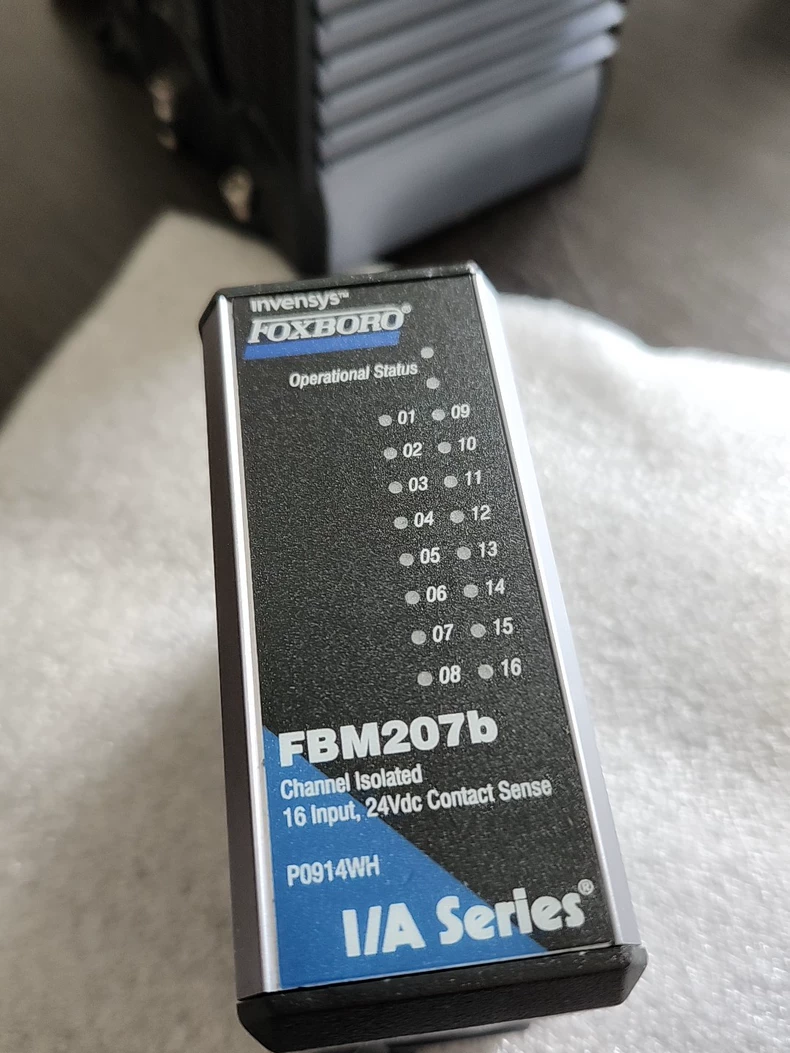 invensys™
FOXBORO®
Operational Status
01 09
02 10
03 11
04 12
05 13
06 14
07 15
08 16
FBM207b
Channel Isolated
16 Input, 24Vdc Contact Sense
P0914WH
I/A Series®